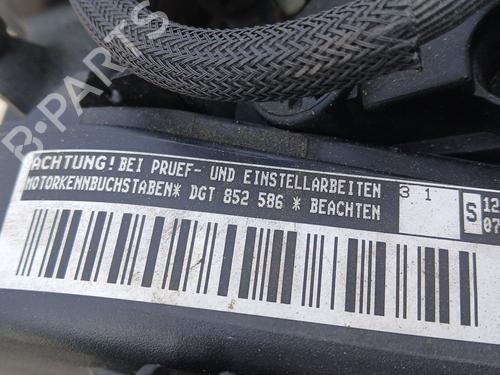 B-PARTS
ACHTUNG! BEI PRUEF- UND EINSTELLARBEITEN
MOTORKENNBUCHSTABEN* DGT 852 586 * BEACHTEN
3 1
S
12
07